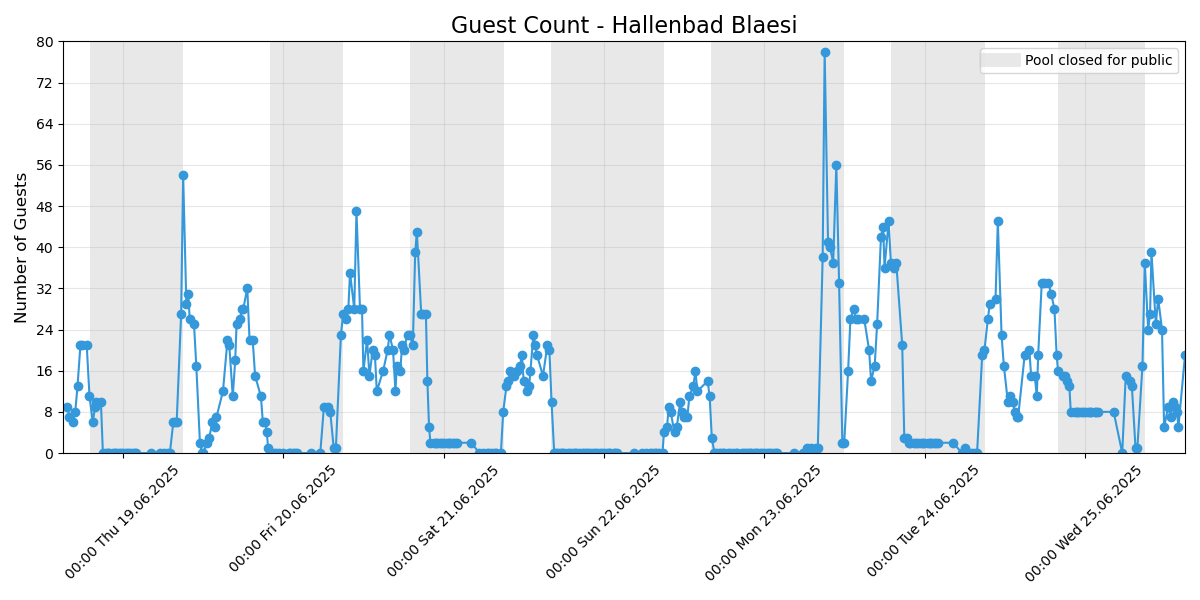 Guest Count - Hallenbad Blaesi
Number of Guests
80
72
64
56
48
40
32
24
16
8
0
Pool closed for public
00:00 Thu 19.06.2025
00:00 Fri 20.06.2025
00:00 Sat 21.06.2025
00:00 Sun 22.06.2025
00:00 Mon 23.06.2025
00:00 Tue 24.06.2025
00:00 Wed 25.06.2025